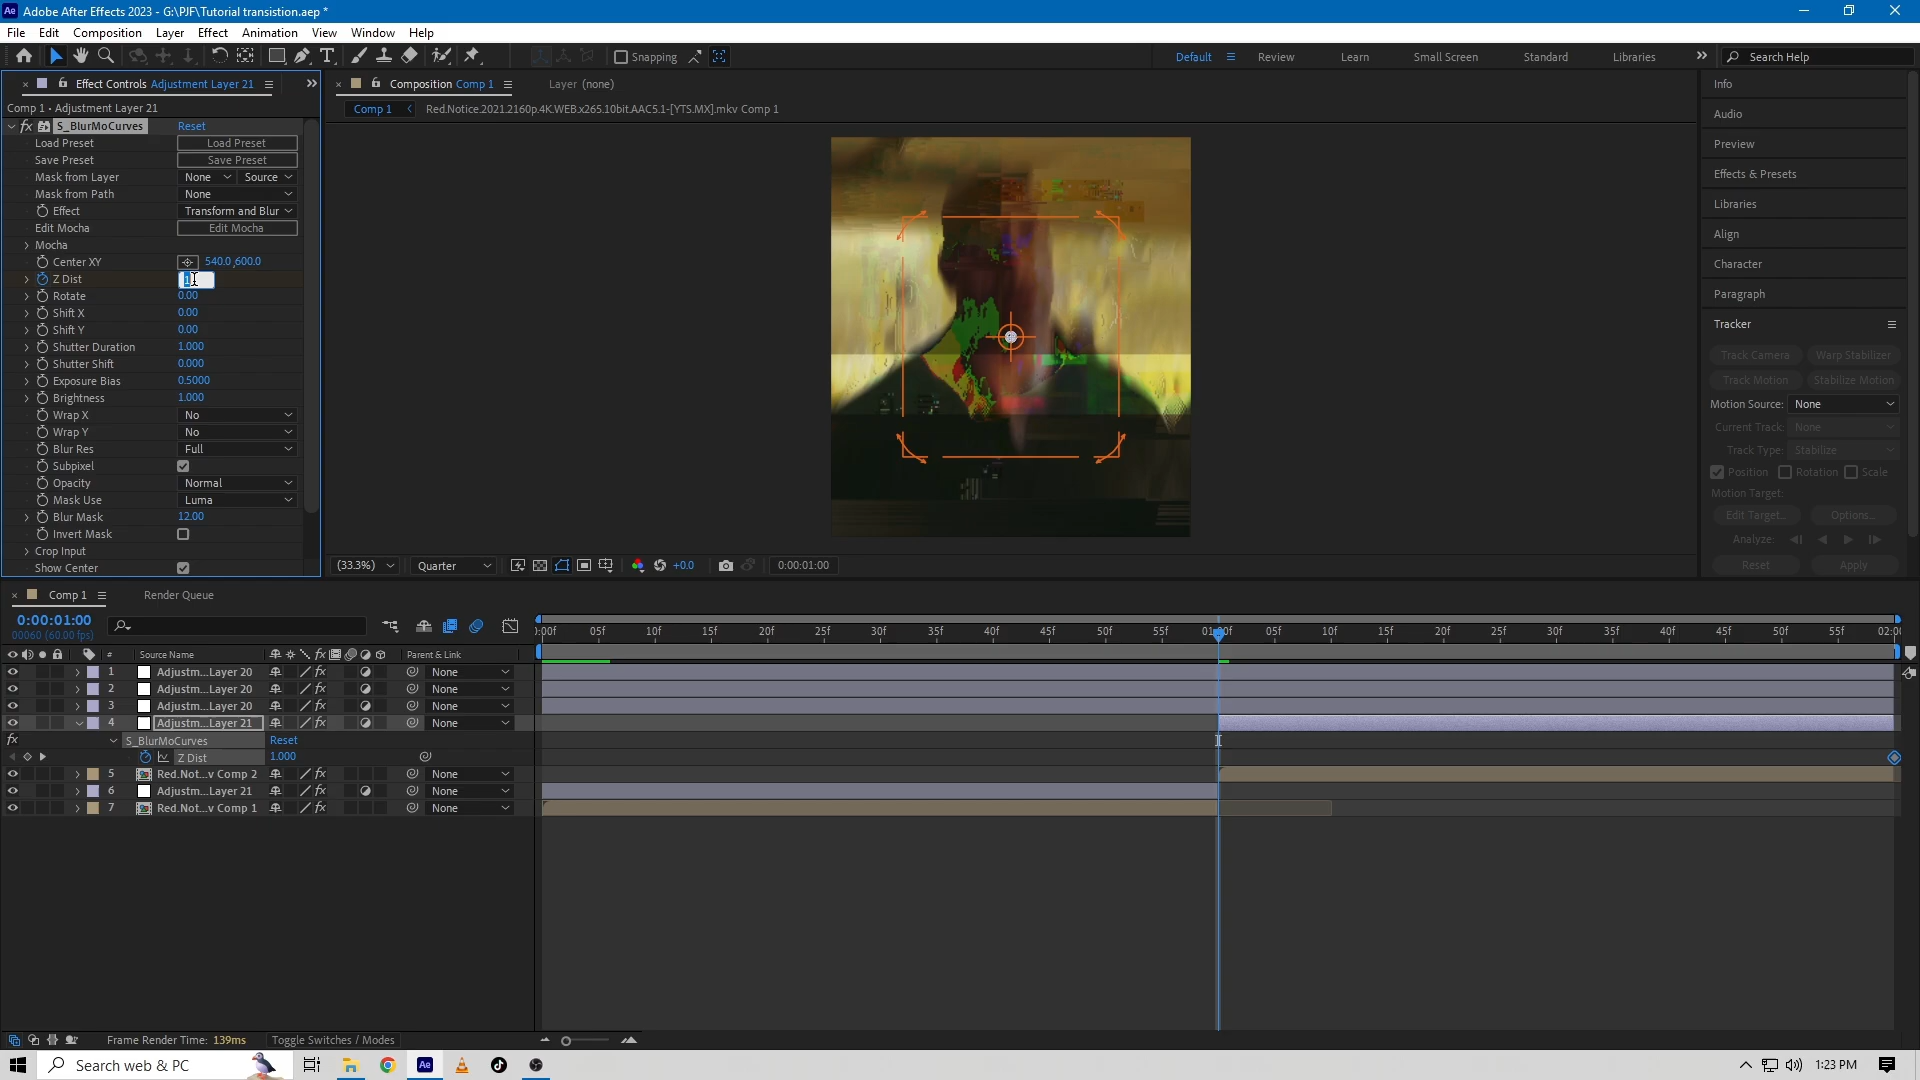 Ae Adobe After Effects 2023 - G:\PJF\Tutorial transistion.aep *
File Edit Composition Layer Effect Animation View Window Help
Snapping Default Review Learn Small Screen Standard Libraries Search Help
Effect Controls Adjustment Layer 21
Comp 1 • Adjustment Layer 21
fx S_BlurMoCurves Reset
Load Preset Load Preset
Save Preset Save Preset
Mask from Layer None Source
Mask from Path None
Effect Transform and Blur
Edit Mocha Edit Mocha
Mocha
Center XY 540.0,600.0
Z Dist 1
Rotate 0.00
Shift X 0.00
Shift Y 0.00
Shutter Duration 1.000
Shutter Shift 0.000
Exposure Bias 0.5000
Brightness 1.000
Wrap X No
Wrap Y No
Blur Res Full
Subpixel
Opacity Normal
Mask Use Luma
Blur Mask 12.00
Invert Mask
Crop Input
Show Center
Composition Comp 1 Layer (none)
Comp 1 Red.Notice.2021.2160p.4K.WEB.x265.10bit.AAC5.1-[YTS.MX].mkv Comp 1
(33.3%) Quarter +0.0 0:00:01:00
Info
Audio
Preview
Effects & Presets
Libraries
Align
Character
Paragraph
Tracker
Track Camera Warp Stabilizer
Track Motion Stabilize Motion
Motion Source: None
Current Track: None
Track Type: Stabilize
Position Rotation Scale
Motion Target:
Edit Target... Options...
Analyze:
Reset Apply
Comp 1 Render Queue
0:00:01:00
00060 (60.00 fps)
:00f 05f 10f 15f 20f 25f 30f 35f 40f 45f 50f 55f 01:00f 05f 10f 15f 20f 25f 30f 35f 40f 45f 50f 55f 02:00
# Source Name fx Parent & Link
1 Adjustm...Layer 20 fx None
2 Adjustm...Layer 20 fx None
3 Adjustm...Layer 20 fx None
4 Adjustm...Layer 21 fx None
fx S_BlurMoCurves Reset
Z Dist 1.000
5 Red.Not...v Comp 2 fx None
6 Adjustm...Layer 21 fx None
7 Red.Not...v Comp 1 fx None
Frame Render Time: 139ms Toggle Switches / Modes
Search web & PC Ae 1:23 PM